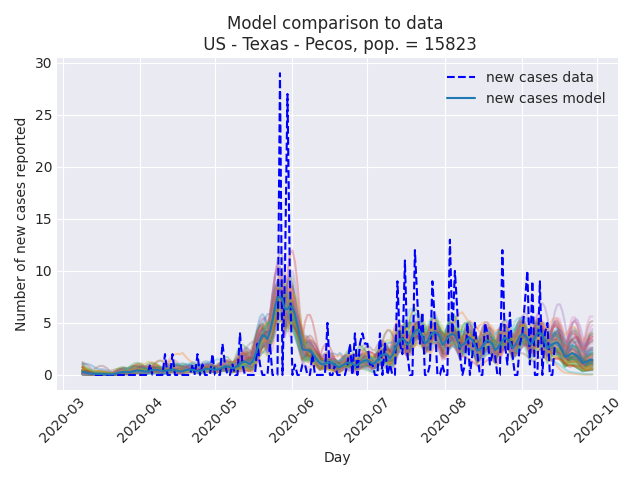 Model comparison to data
US - Texas - Pecos, pop. = 15823
new cases data
new cases model
Number of new cases reported
30
25
20
15
10
5
0
2020-03
2020-04
2020-05
2020-06
2020-07
2020-08
2020-09
2020-10
Day